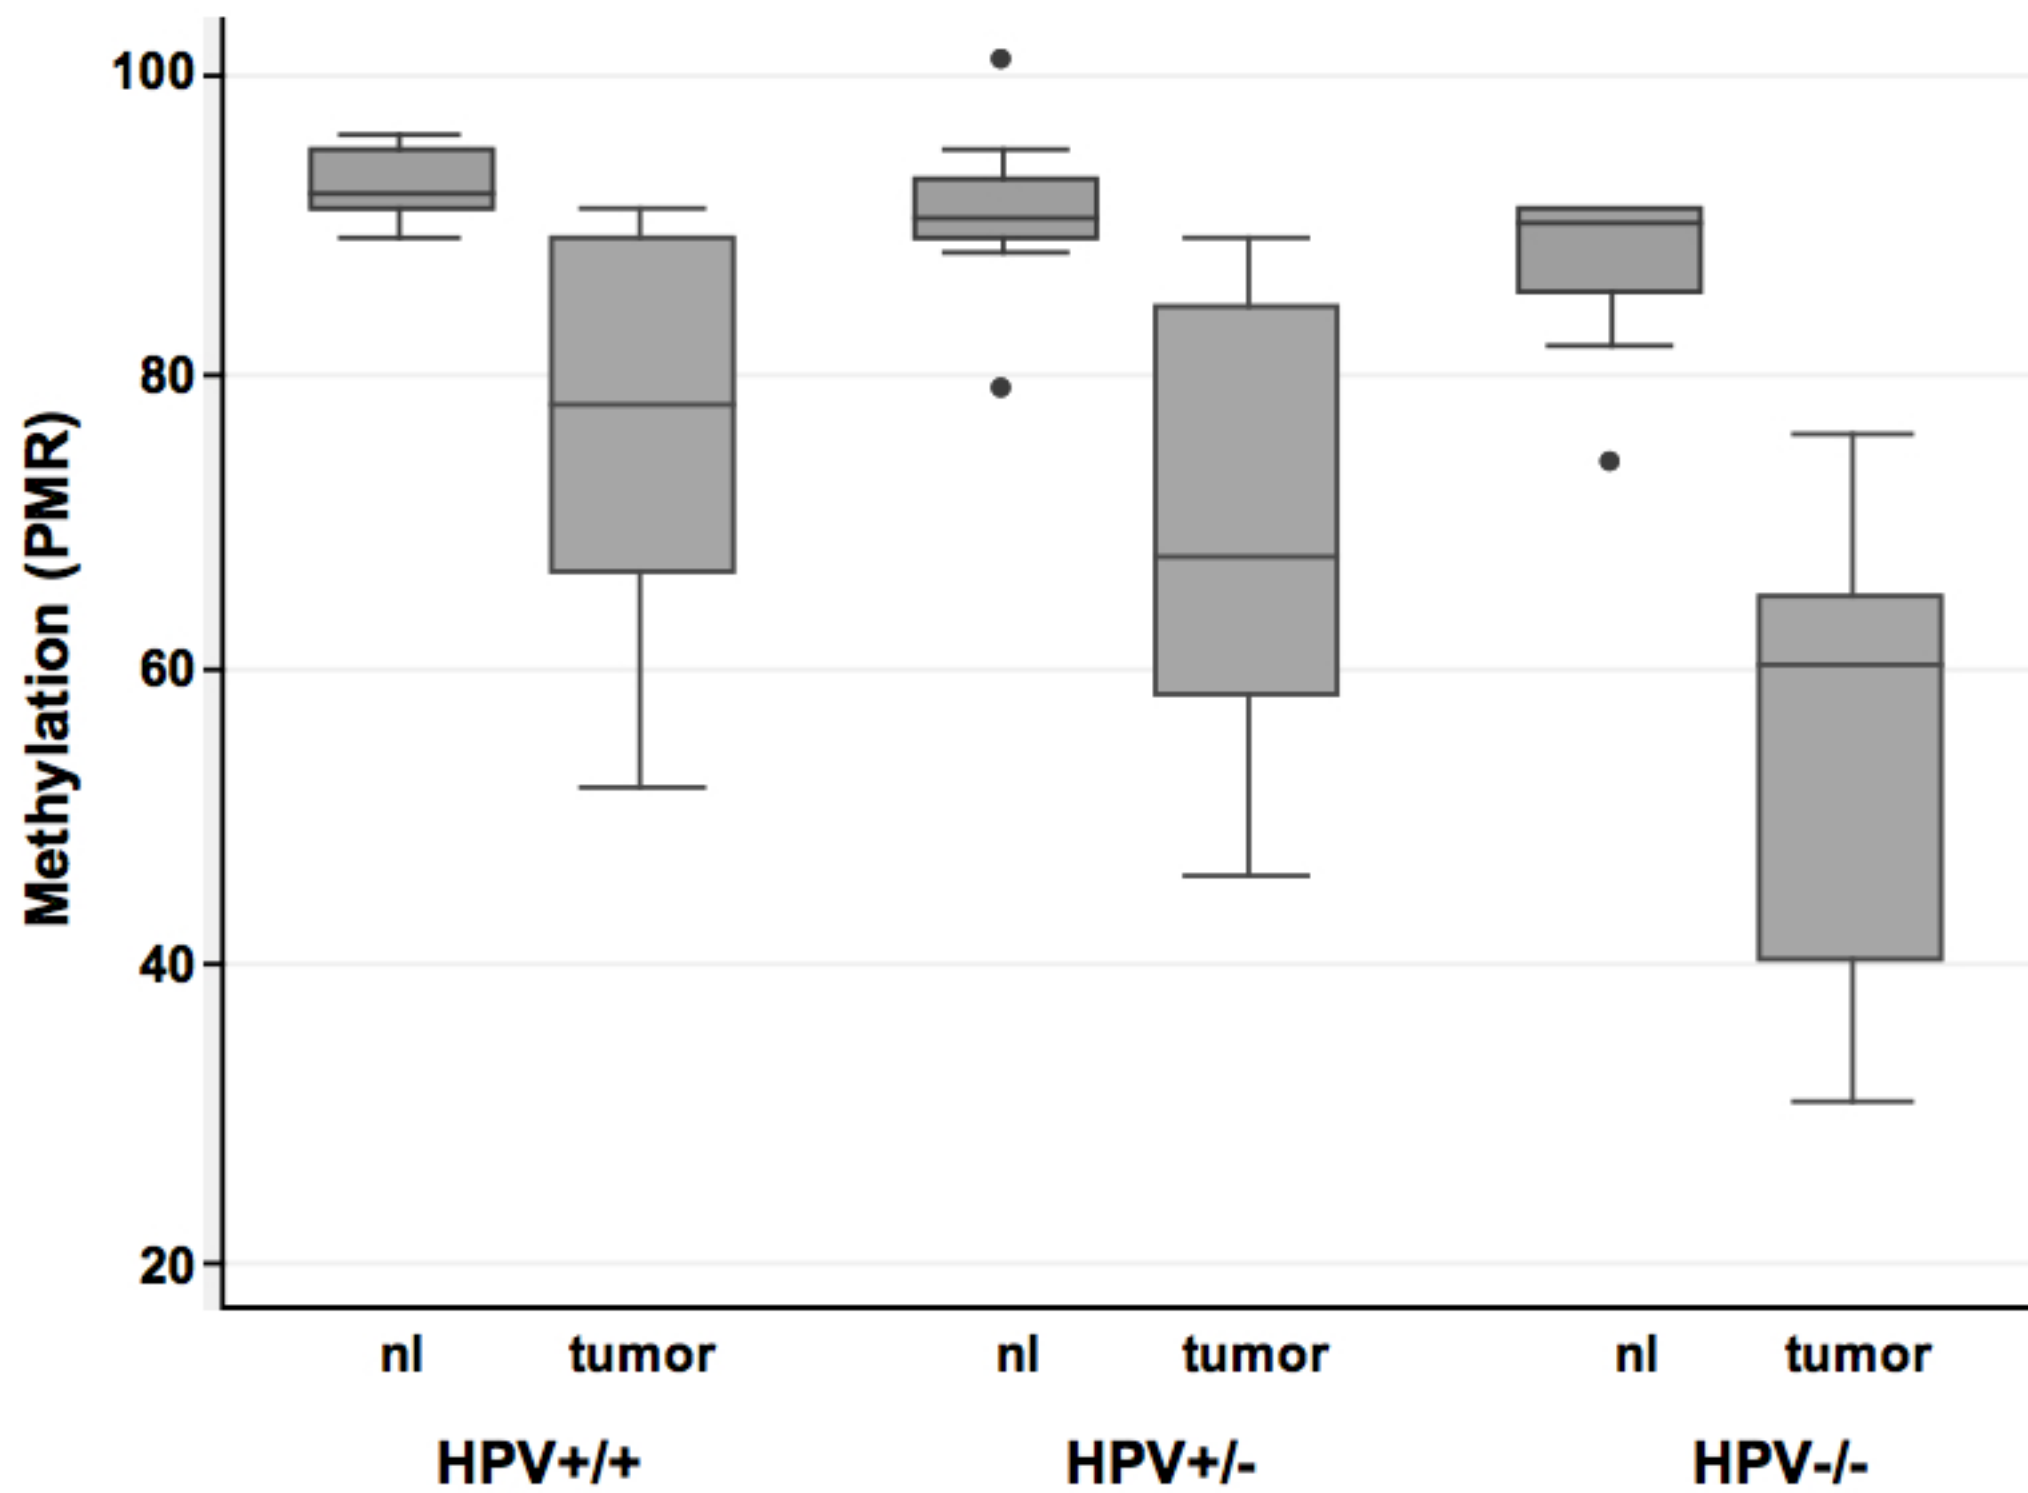 Methylation (PMR)
100
80
60
40
20
nl tumor nl tumor nl tumor
HPV+/+ HPV+/- HPV-/-